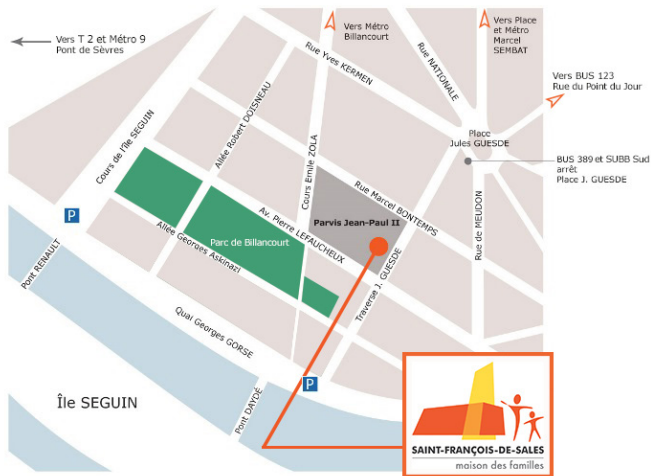 Vers T 2 et Métro 9
Pont de Sèvres
Vers Métro
Billancourt
Vers Place
et Métro
Marcel
SEMBAT
Rue Yves KERMEN
Rue NATIONALE
Vers BUS 123
Rue du Point du Jour
Cours de l'île SEGUIN
Allée Robert DOISNEAU
Cours Emile ZOLA
Place
Jules GUESDE
BUS 389 et SUBB Sud
arrêt
Place J. GUESDE
Rue Marcel BONTEMPS
Rue de MEUDON
P
Parvis Jean-Paul II
Av. Pierre LEFAUCHEUX
Parc de Billancourt
Allée Georges Askinazi
Traverse J. GUESDE
Pont RENAULT
Quai Georges GORSE
P
Île SEGUIN
Pont DAYDÉ
SAINT-FRANÇOIS-DE-SALES
maison des familles